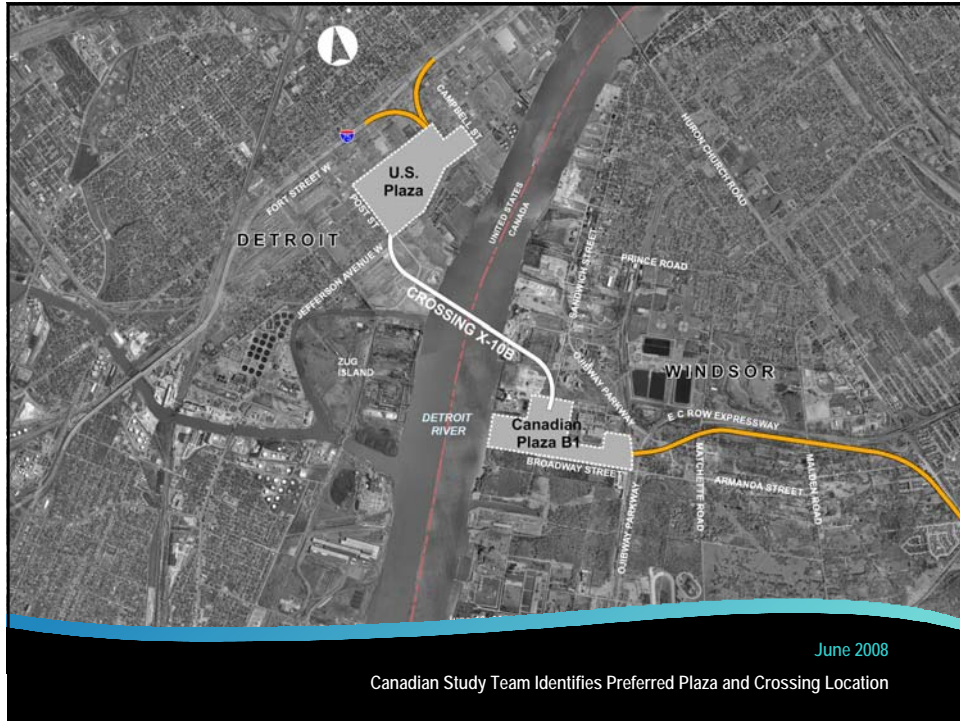 CAMPBELL ST
HURON CHURCH ROAD
U.S.
Plaza
FORT STREET W
POST ST
UNITED STATES
CANADA
DETROIT
JEFFERSON AVENUE W
SANDWICH STREET
PRINCE ROAD
CROSSING X-10B
ZUG
ISLAND
OJIBWAY PARKWAY
WINDSOR
DETROIT
RIVER
Canadian
Plaza B1
E C ROW EXPRESSWAY
BROADWAY STREET
MATCHETTE ROAD
ARMANDA STREET
MALDEN ROAD
OJIBWAY PARKWAY
June 2008
Canadian Study Team Identifies Preferred Plaza and Crossing Location